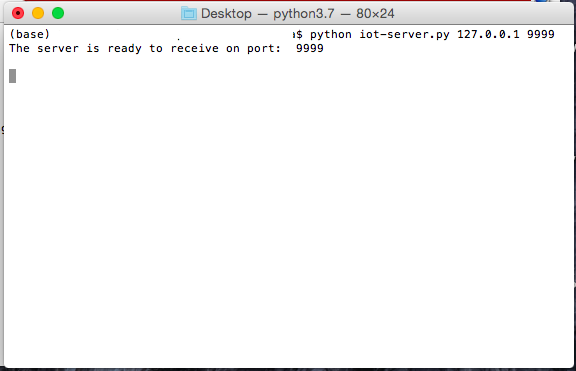 Desktop — python3.7 — 80×24
(base) $ python iot-server.py 127.0.0.1 9999
The server is ready to receive on port:  9999